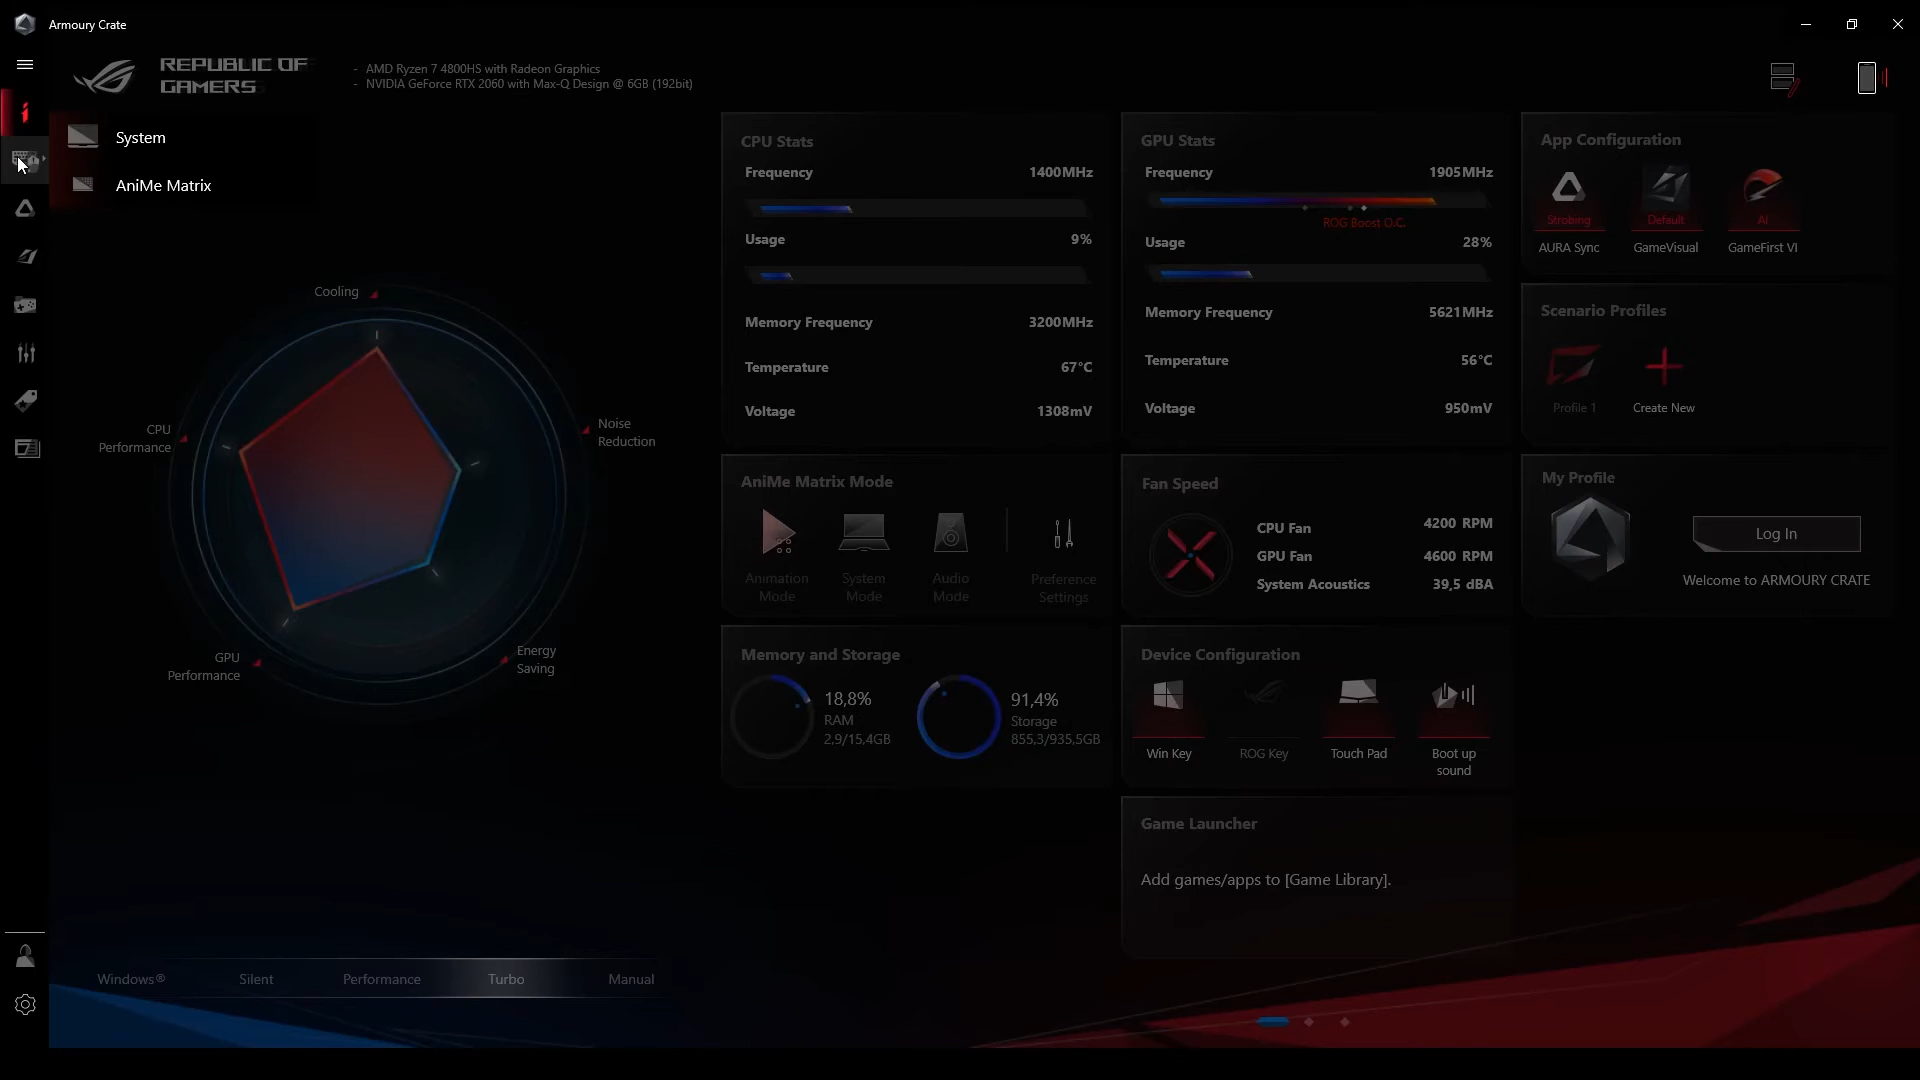 Armoury Crate
REPUBLIC OF
GAMERS
- AMD Ryzen 7 4800HS with Radeon Graphics
- NVIDIA GeForce RTX 2060 with Max-Q Design @ 6GB (192bit)
System
AniMe Matrix
Cooling
CPU
Performance
Noise
Reduction
GPU
Performance
Energy
Saving
Windows®
Silent
Performance
Turbo
Manual
CPU Stats
Frequency 1400MHz
Usage 9%
Memory Frequency 3200MHz
Temperature 67°C
Voltage 1308mV
GPU Stats
Frequency 1905MHz
ROG Boost O.C.
Usage 28%
Memory Frequency 5621MHz
Temperature 56°C
Voltage 950mV
App Configuration
Strobing Default AI
AURA Sync GameVisual GameFirst VI
Scenario Profiles
Profile 1 Create New
AniMe Matrix Mode
Animation
Mode
System
Mode
Audio
Mode
Preference
Settings
Fan Speed
CPU Fan 4200 RPM
GPU Fan 4600 RPM
System Acoustics 39,5 dBA
My Profile
Log In
Welcome to ARMOURY CRATE
Memory and Storage
18,8%
RAM
2,9/15,4GB
91,4%
Storage
855,3/935,5GB
Device Configuration
Win Key
ROG Key
Touch Pad
Boot up
sound
Game Launcher
Add games/apps to [Game Library].